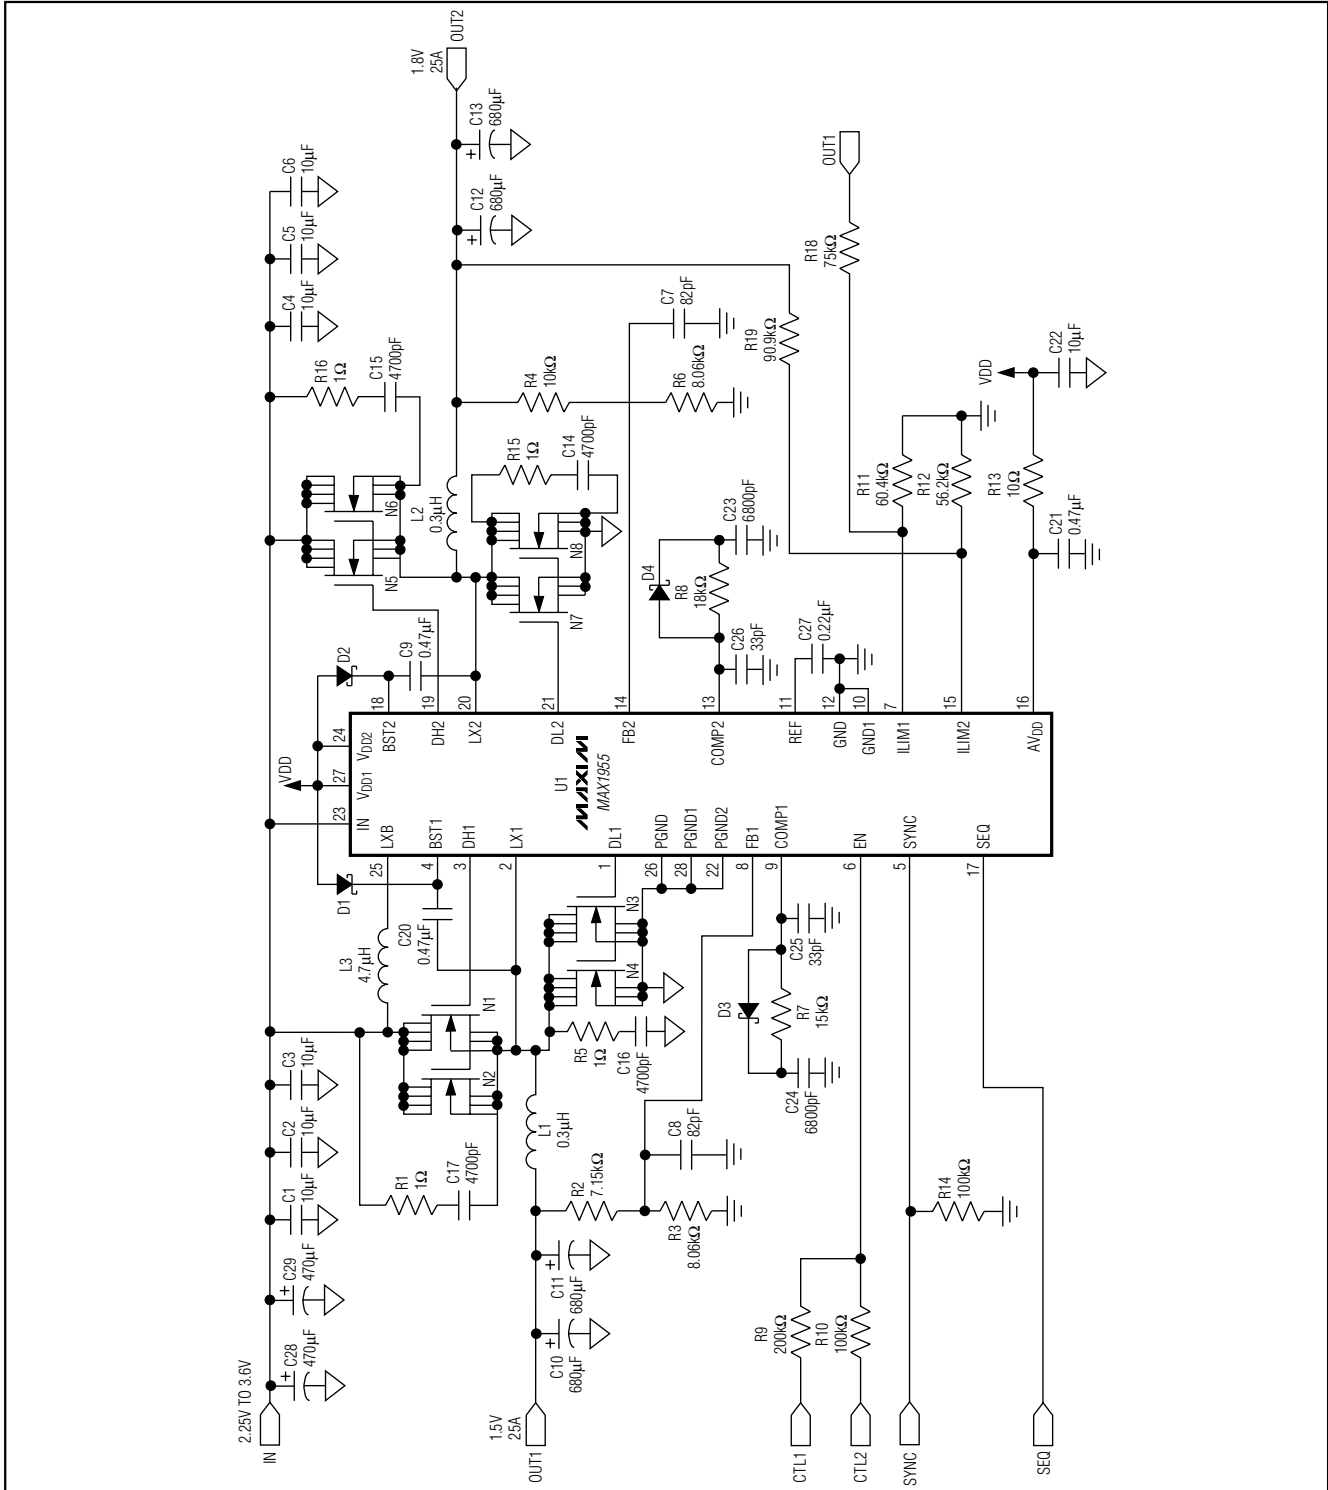 IN
2.25V TO 3.6V
C28
470µF
C29
470µF
C1
10µF
C2
10µF
C3
10µF
C4
10µF
C5
10µF
C6
10µF
R1
1Ω
C17
4700pF
L3
4.7µH
D1
C20
0.47µF
N1
N2
VDD
D2
C9
0.47µF
N5
N6
R16
1Ω
C15
4700pF
OUT1
1.5V
25A
C10
680µF
C11
680µF
L1
0.3µH
R2
7.15kΩ
R3
8.06kΩ
C8
82pF
R5
1Ω
C16
4700pF
N4
N3
L2
0.3µH
N7
N8
R15
1Ω
C14
4700pF
C12
680µF
C13
680µF
1.8V
25A
OUT2
R4
10kΩ
R6
8.06kΩ
C7
82pF
U1
MAXIM
MAX1955
25
LXB
4
BST1
3
DH1
2
LX1
1
DL1
26
PGND
28
PGND1
22
PGND2
8
FB1
9
COMP1
6
EN
5
SYNC
17
SEQ
23
IN
27
VDD1
24
VDD2
18
BST2
19
DH2
20
LX2
21
DL2
14
FB2
13
COMP2
11
REF
12
GND
10
GND1
7
ILIM1
15
ILIM2
16
AVDD
D3
R7
15kΩ
C24
6800pF
C25
33pF
D4
R8
18kΩ
C23
6800pF
C26
33pF
C27
0.22µF
R19
90.9kΩ
R18
75kΩ
OUT1
R11
60.4kΩ
R12
56.2kΩ
R13
10Ω
C21
0.47µF
VDD
C22
10µF
CTL1
R9
200kΩ
CTL2
R10
100kΩ
SYNC
R14
100kΩ
SEQ